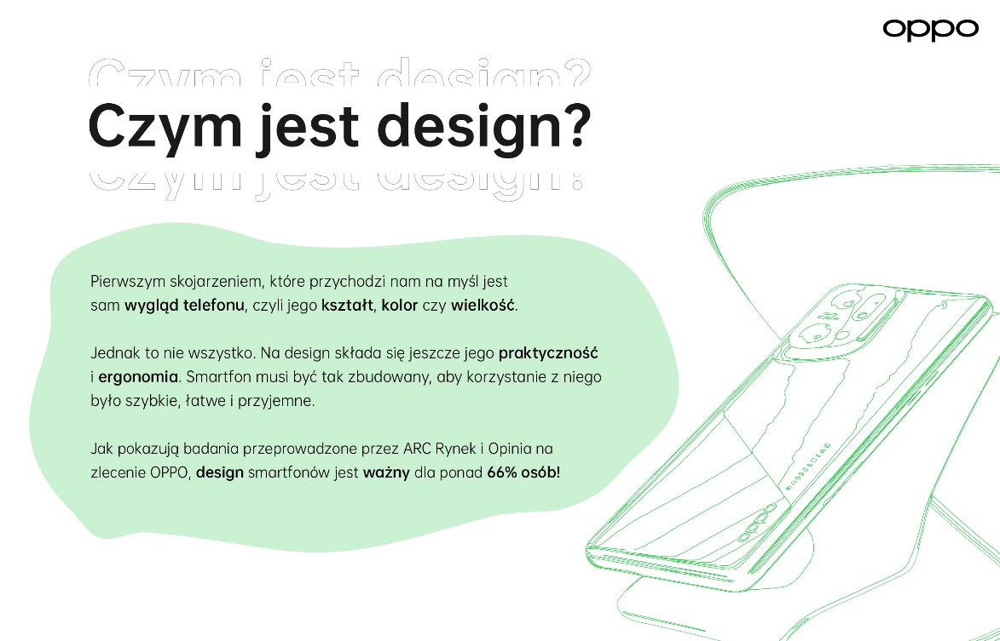 oppo
Czym jest design?
Czym jest design?
Czym jest design?
Pierwszym skojarzeniem, które przychodzi nam na myśl jest
sam wygląd telefonu, czyli jego kształt, kolor czy wielkość.
Jednak to nie wszystko. Na design składa się jeszcze jego praktyczność
i ergonomia. Smartfon musi być tak zbudowany, aby korzystanie z niego
było szybkie, łatwe i przyjemne.
Jak pokazują badania przeprowadzone przez ARC Rynek i Opinia na
zlecenie OPPO, design smartfonów jest ważny dla ponad 66% osób!
HASSELBLAD
oppo